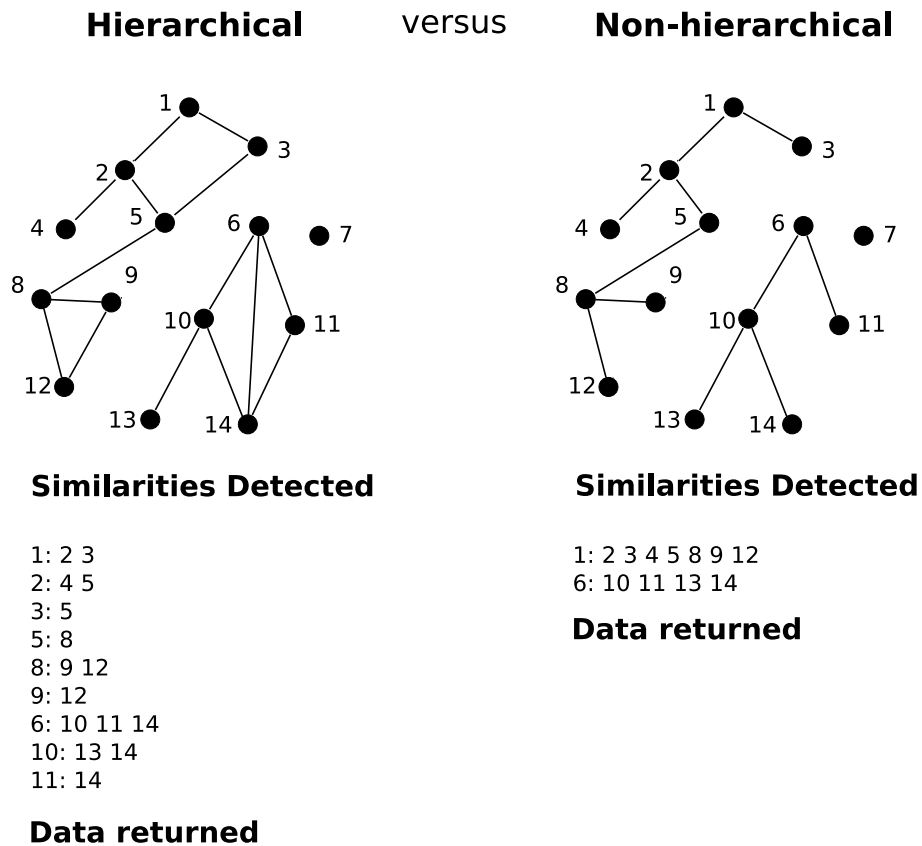 Hierarchical versus Non-hierarchical
1
3
2
4
5
6
7
8
9
10
11
12
13
14
Similarities Detected
1: 2 3
2: 4 5
3: 5
5: 8
8: 9 12
9: 12
6: 10 11 14
10: 13 14
11: 14
Data returned
1
3
2
4
5
6
7
8
9
10
11
12
13
14
Similarities Detected
1: 2 3 4 5 8 9 12
6: 10 11 13 14
Data returned